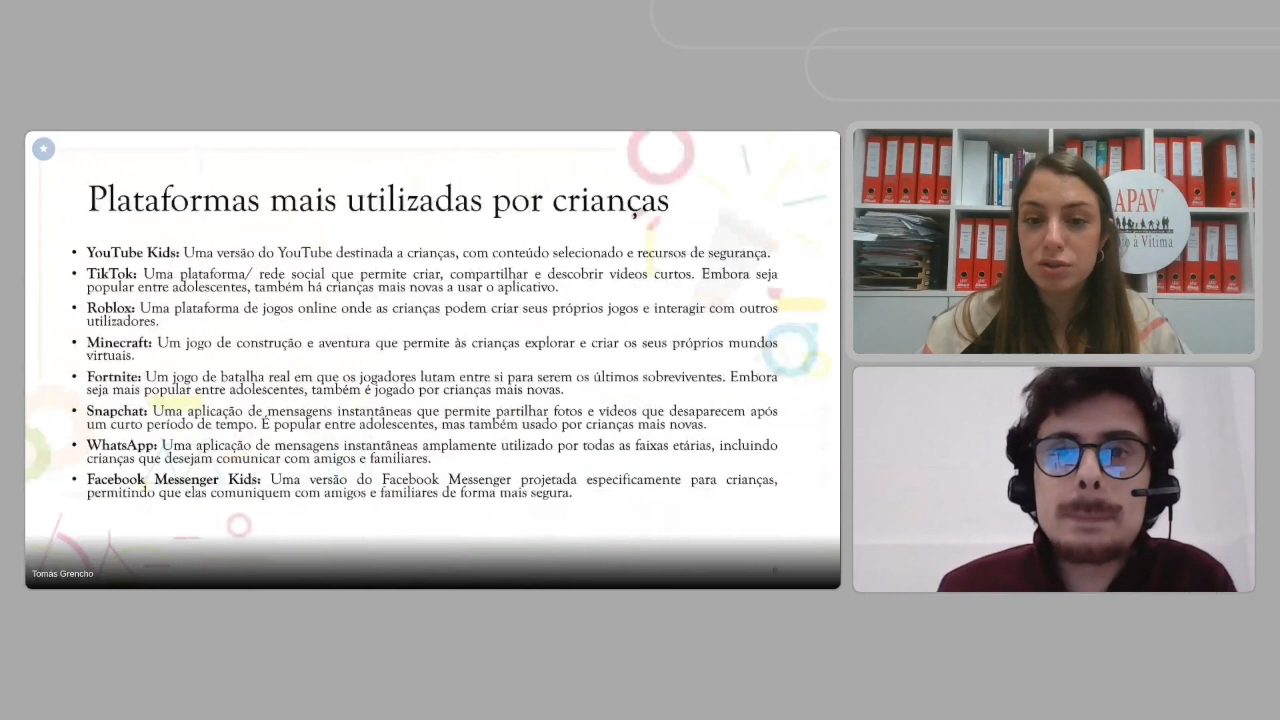 Plataformas mais utilizadas por crianças
• YouTube Kids: Uma versão do YouTube destinada a crianças, com conteúdo selecionado e recursos de segurança.
• TikTok: Uma plataforma/ rede social que permite criar, compartilhar e descobrir vídeos curtos. Embora seja
popular entre adolescentes, também há crianças mais novas a usar o aplicativo.
• Roblox: Uma plataforma de jogos online onde as crianças podem criar seus próprios jogos e interagir com outros
utilizadores.
• Minecraft: Um jogo de construção e aventura que permite às crianças explorar e criar os seus próprios mundos
virtuais.
• Fortnite: Um jogo de batalha real em que os jogadores lutam entre si para serem os últimos sobreviventes. Embora
seja mais popular entre adolescentes, também é jogado por crianças mais novas.
• Snapchat: Uma aplicação de mensagens instantâneas que permite partilhar fotos e vídeos que desaparecem após
um curto período de tempo. É popular entre adolescentes, mas também usado por crianças mais novas.
• WhatsApp: Uma aplicação de mensagens instantâneas amplamente utilizado por todas as faixas etárias, incluindo
crianças que desejam comunicar com amigos e familiares.
• Facebook Messenger Kids: Uma versão do Facebook Messenger projetada especificamente para crianças,
permitindo que elas comuniquem com amigos e familiares de forma mais segura.
Tomás Grencho
APAV
à Vítima